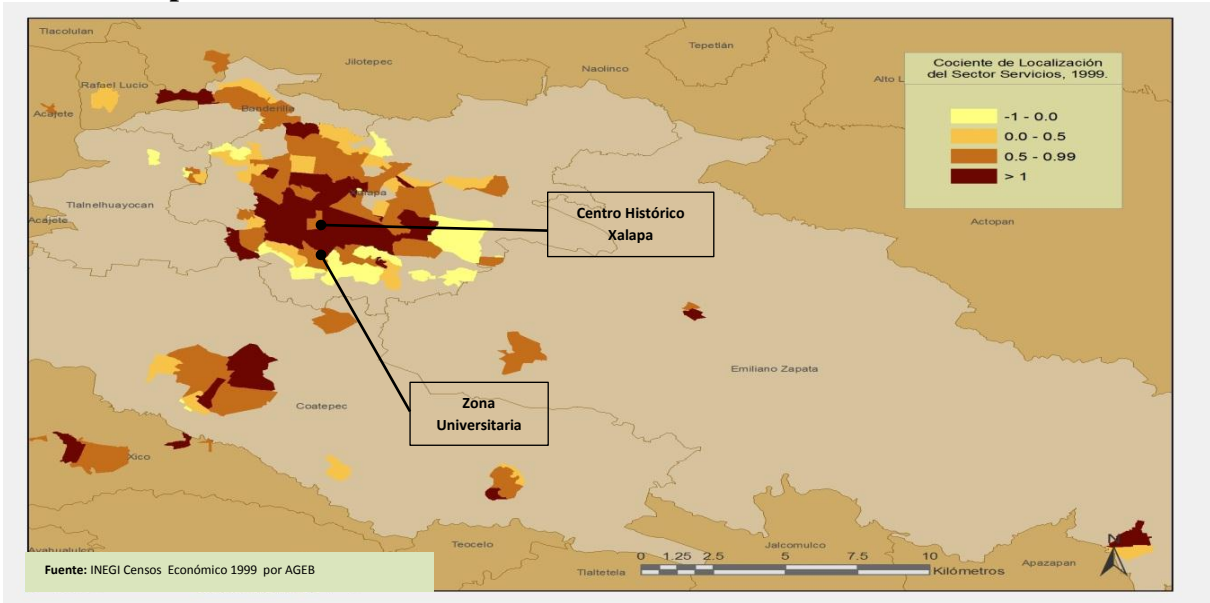 Tlacolulan
Tepetlán
Jilotepec
Naolinco
Alto L
Cociente de Localización
del Sector Servicios, 1999.
-1 - 0.0
0.0 - 0.5
0.5 - 0.99
> 1
Rafael Lucio
Acajete
Banderilla
Xalapa
Tlalnelhuayocan
Acajete
Centro Histórico
Xalapa
Actopan
Emiliano Zapata
Zona
Universitaria
Coatepec
Xico
Teocelo
Jalcomulco
Apazapan
Tlaltetela
0 1.25 2.5 5 7.5 10
Kilómetros
Fuente: INEGI Censos Económico 1999 por AGEB